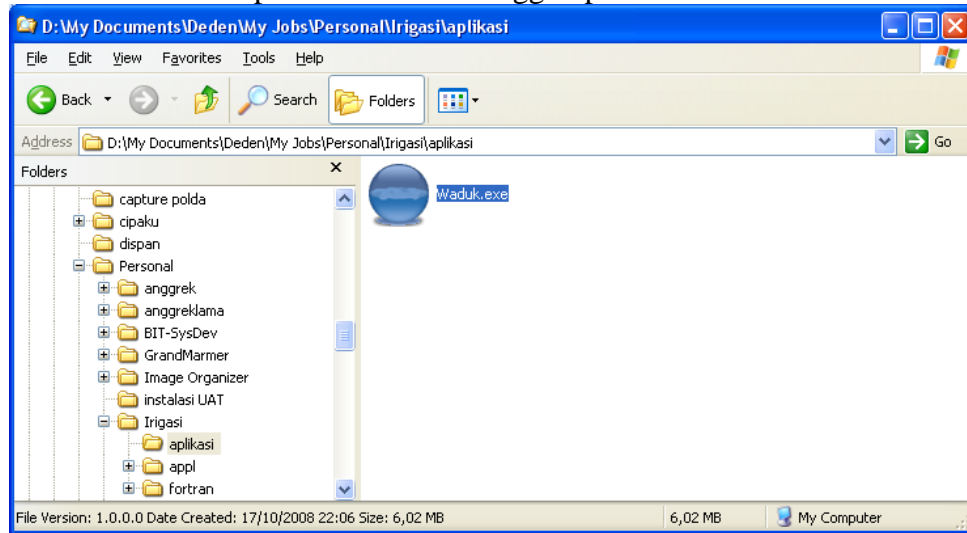 D:\My Documents\Deden\My Jobs\Personal\Irigasi\aplikasi
File Edit View Favorites Tools Help
Back Search Folders
Address D:\My Documents\Deden\My Jobs\Personal\Irigasi\aplikasi Go
Folders x
Waduk.exe
capture polda
cipaku
dispan
Personal
anggrek
anggreklama
BIT-SysDev
GrandMarmer
Image Organizer
instalasi UAT
Irigasi
aplikasi
appl
fortran
File Version: 1.0.0.0 Date Created: 17/10/2008 22:06 Size: 6,02 MB 6,02 MB My Computer